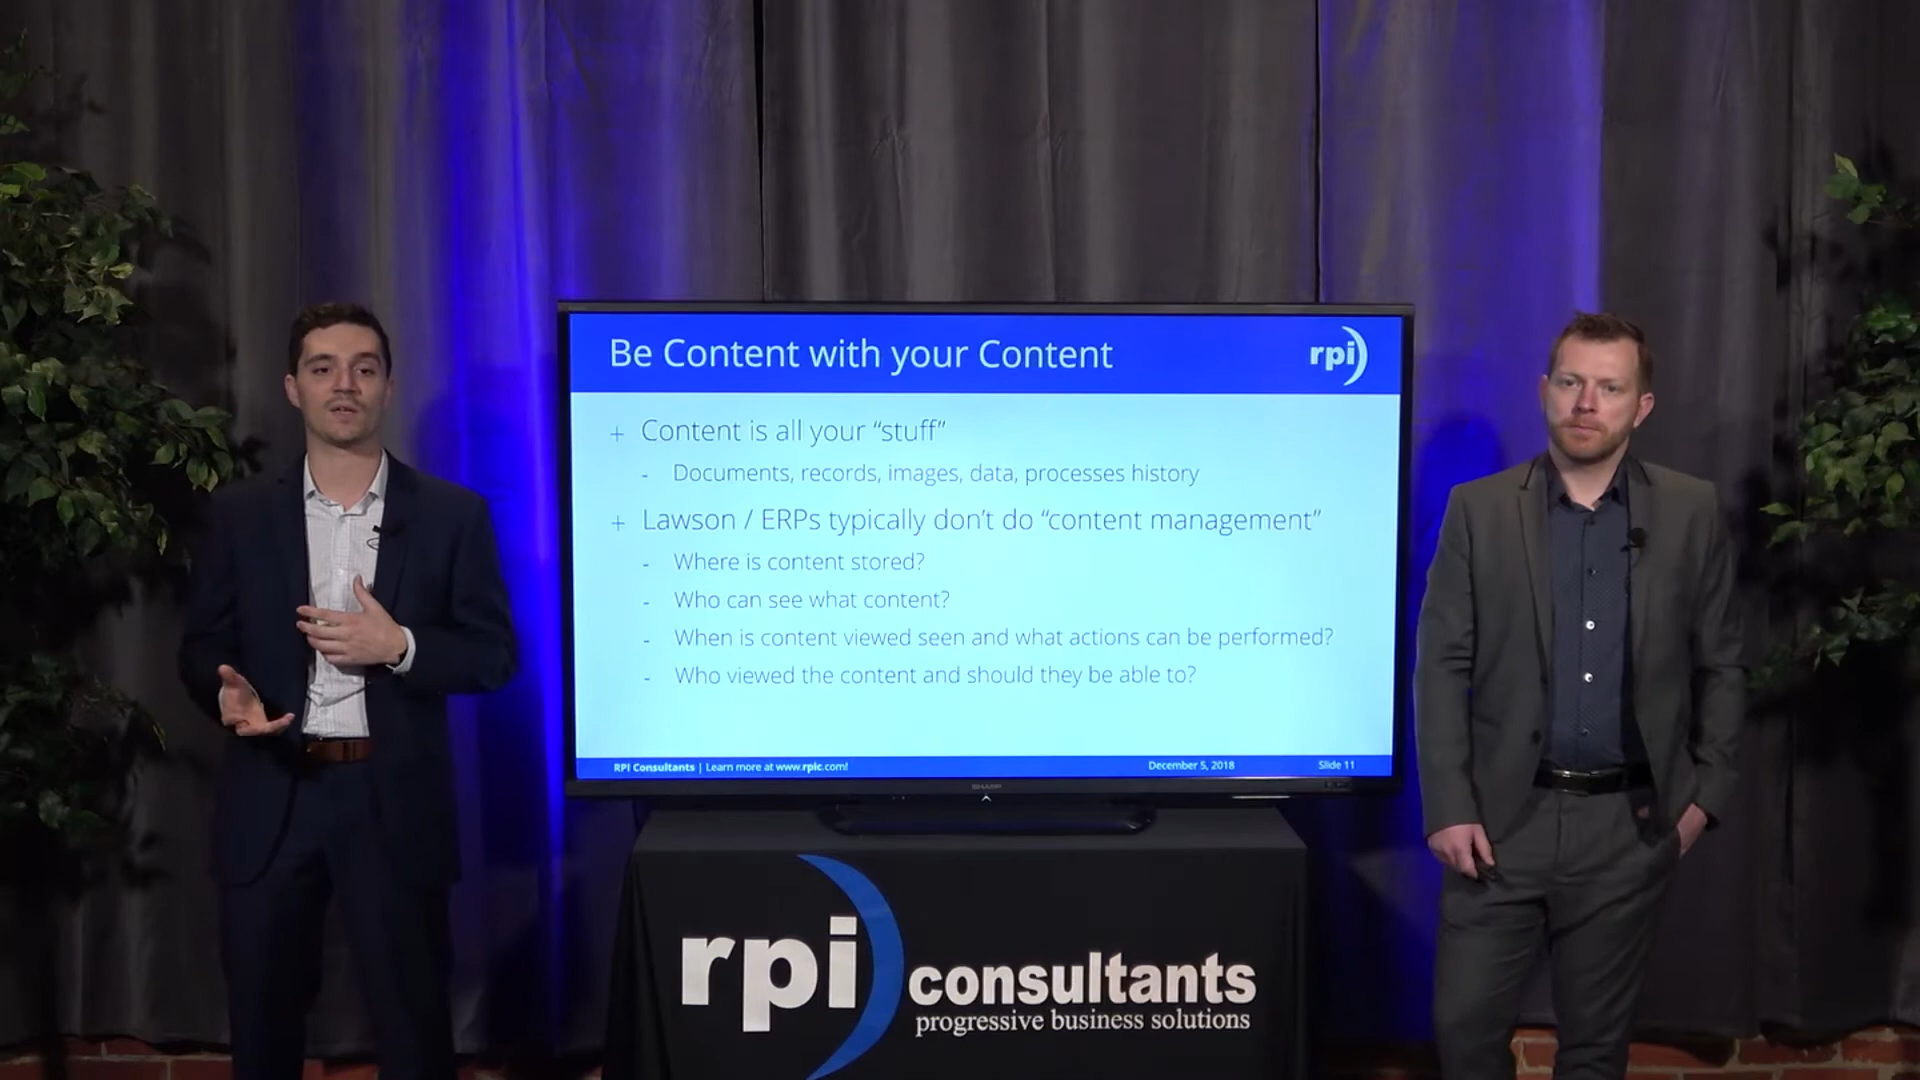 Be Content with your Content
rpi
+ Content is all your “stuff”
- Documents, records, images, data, processes history
+ Lawson / ERPs typically don’t do “content management”
- Where is content stored?
- Who can see what content?
- When is content viewed seen and what actions can be performed?
- Who viewed the content and should they be able to?
RPI Consultants | Learn more at www.rpic.com!
December 5, 2018
Slide 11
SHARP
rpi consultants
progressive business solutions